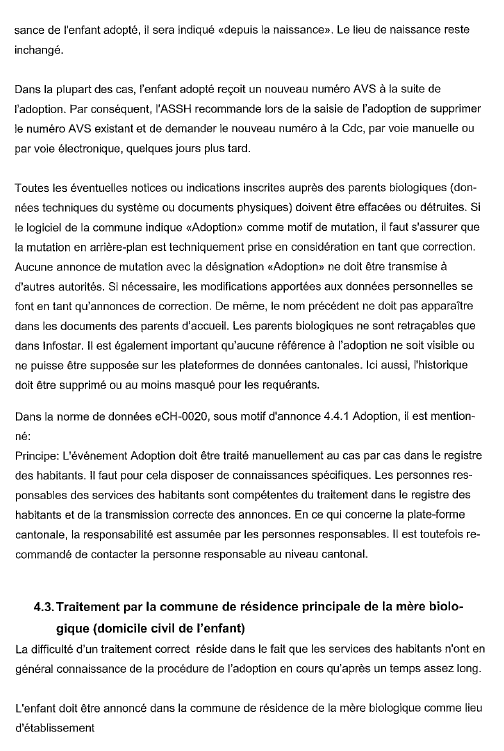 sance de l'enfant adopté, il sera indiqué «depuis la naissance». Le lieu de naissance reste
inchangé.
Dans la plupart des cas, l'enfant adopté reçoit un nouveau numéro AVS à la suite de
l'adoption. Par conséquent, l'ASSH recommande lors de la saisie de l'adoption de supprimer
le numéro AVS existant et de demander le nouveau numéro à la Cdc, par voie manuelle ou
par voie électronique, quelques jours plus tard.
Toutes les éventuelles notices ou indications inscrites auprès des parents biologiques (don-
nées techniques du système ou documents physiques) doivent être effacées ou détruites. Si
le logiciel de la commune indique «Adoption» comme motif de mutation, il faut s'assurer que
la mutation en arrière-plan est techniquement prise en considération en tant que correction.
Aucune annonce de mutation avec la désignation «Adoption» ne doit être transmise à
d'autres autorités. Si nécessaire, les modifications apportées aux données personnelles se
font en tant qu'annonces de correction. De même, le nom précédent ne doit pas apparaître
dans les documents des parents d'accueil. Les parents biologiques ne sont retraçables que
dans Infostar. Il est également important qu'aucune référence à l'adoption ne soit visible ou
ne puisse être supposée sur les plateformes de données cantonales. Ici aussi, l'historique
doit être supprimé ou au moins masqué pour les requérants.
Dans la norme de données eCH-0020, sous motif d'annonce 4.4.1 Adoption, il est mention-
né:
Principe: L'événement Adoption doit être traité manuellement au cas par cas dans le registre
des habitants. Il faut pour cela disposer de connaissances spécifiques. Les personnes res-
ponsables des services des habitants sont compétentes du traitement dans le registre des
habitants et de la transmission correcte des annonces. En ce qui concerne la plate-forme
cantonale, la responsabilité est assumée par les personnes responsables. Il est toutefois re-
commandé de contacter la personne responsable au niveau cantonal.
4.3. Traitement par la commune de résidence principale de la mère biolo-
gique (domicile civil de l'enfant)
La difficulté d'un traitement correct réside dans le fait que les services des habitants n'ont en
général connaissance de la procédure de l'adoption en cours qu'après un temps assez long.
L'enfant doit être annoncé dans la commune de résidence de la mère biologique comme lieu
d'établissement